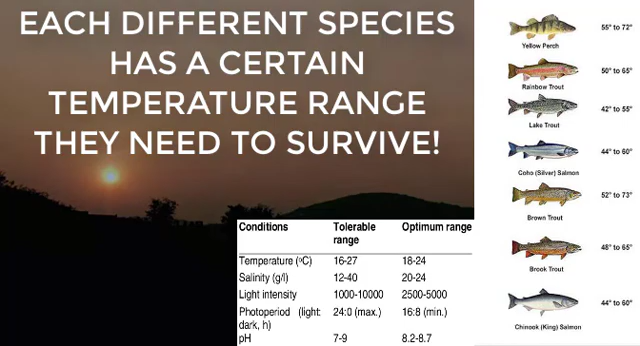 EACH DIFFERENT SPECIES
HAS A CERTAIN
TEMPERATURE RANGE
THEY NEED TO SURVIVE!
Conditions Tolerable range Optimum range
Temperature (ºC) 16-27 18-24
Salinity (g/l) 12-40 20-24
Light intensity 1000-10000 2500-5000
Photoperiod (light: dark, h) 24:0 (max.) 16:8 (min.)
pH 7-9 8.2-8.7
55° to 72°
Yellow Perch
50° to 65°
Rainbow Trout
42° to 55°
Lake Trout
44° to 60°
Coho (Silver) Salmon
52° to 73°
Brown Trout
48° to 65°
Brook Trout
44° to 60°
Chinook (King) Salmon